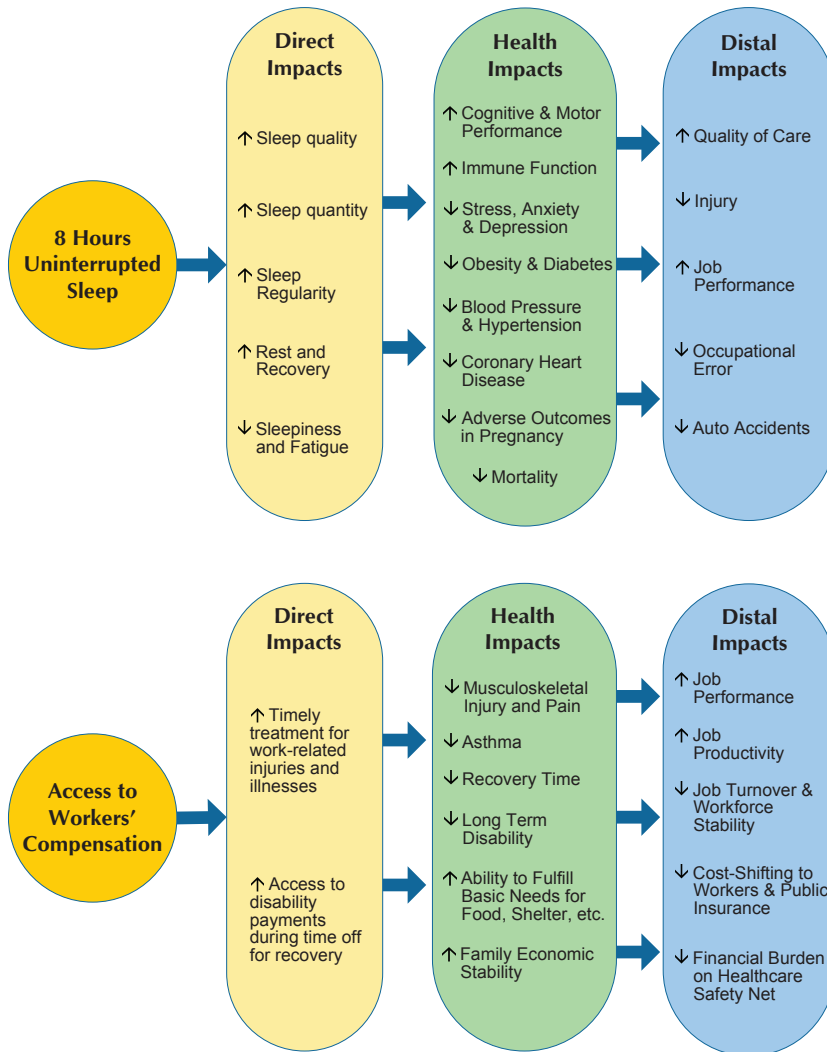 8 Hours
Uninterrupted
Sleep
Direct
Impacts
↑ Sleep quality
↑ Sleep quantity
↑ Sleep
Regularity
↑ Rest and
Recovery
↓ Sleepiness
and Fatigue
Health
Impacts
↑ Cognitive & Motor
Performance
↑ Immune Function
↓ Stress, Anxiety
& Depression
↓ Obesity & Diabetes
↓ Blood Pressure
& Hypertension
↓ Coronary Heart
Disease
↓ Adverse Outcomes
in Pregnancy
↓ Mortality
Distal
Impacts
↑ Quality of Care
↓ Injury
↑ Job
Performance
↓ Occupational
Error
↓ Auto Accidents
Access to
Workers’
Compensation
Direct
Impacts
↑ Timely
treatment for
work-related
injuries and
illnesses
↑ Access to
disability
payments
during time off
for recovery
Health
Impacts
↓ Musculoskeletal
Injury and Pain
↓ Asthma
↓ Recovery Time
↓ Long Term
Disability
↑ Ability to Fulfill
Basic Needs for
Food, Shelter, etc.
↑ Family Economic
Stability
Distal
Impacts
↑ Job
Performance
↑ Job
Productivity
↓ Job Turnover &
Workforce
Stability
↓ Cost-Shifting to
Workers & Public
Insurance
↓ Financial Burden
on Healthcare
Safety Net